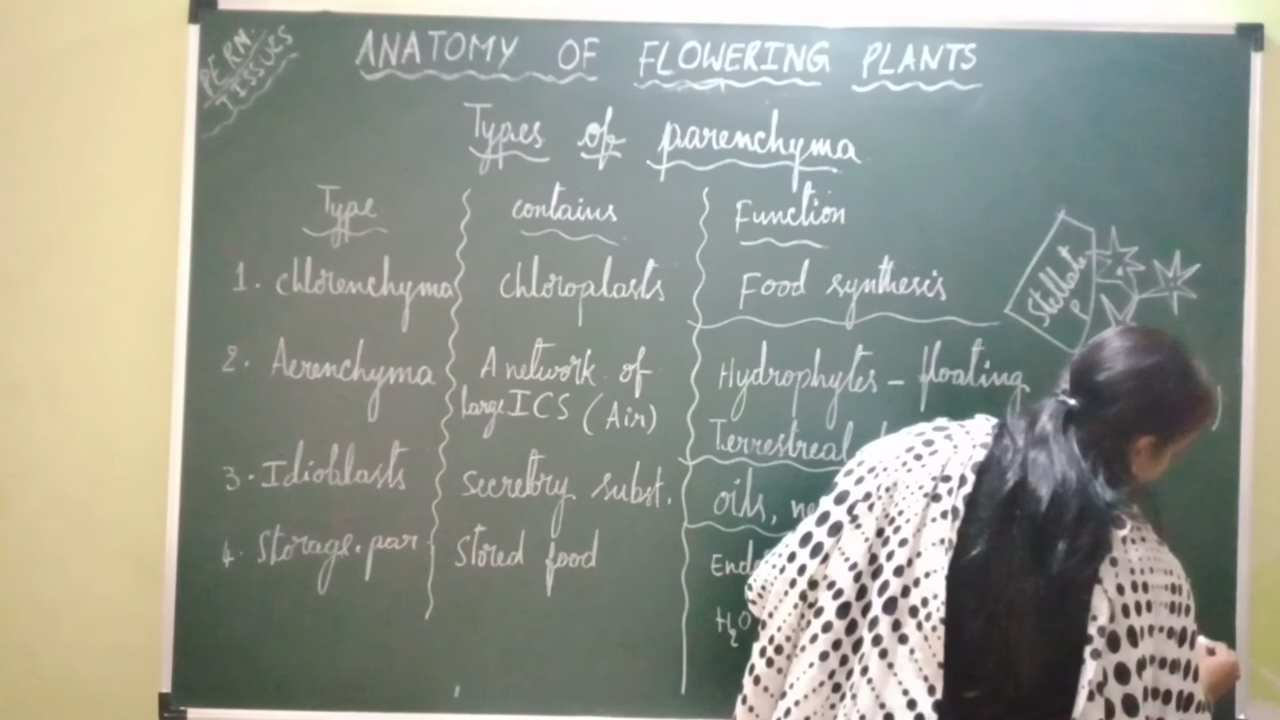 PERM.
TISSUES
ANATOMY OF FLOWERING PLANTS
Types of parenchyma
Type contains Function
1. chlorenchyma chloroplasts Food synthesis
Stellate
P
2. Aerenchyma A network of Hydrophytes - floating
large ICS (Air) Terrestreal
3. Idioblasts Secretory subst. oils,
4. Storage. par. Stored food
H2O